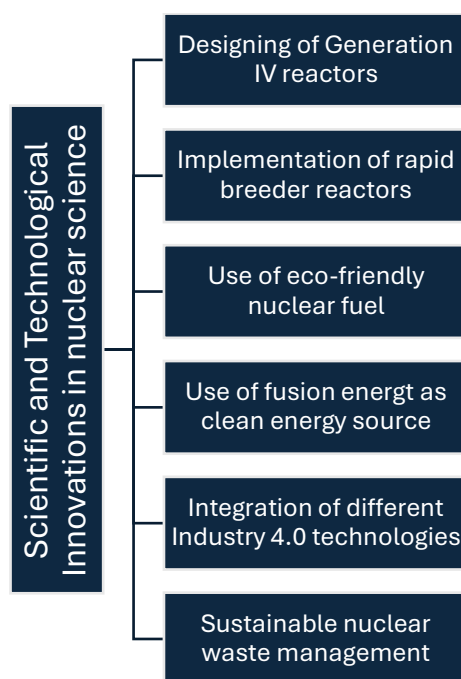 Scientific and Technological
Innovations in nuclear science
Designing of Generation
IV reactors
Implementation of rapid
breeder reactors
Use of eco-friendly
nuclear fuel
Use of fusion energt as
clean energy source
Integration of different
Industry 4.0 technologies
Sustainable nuclear
waste management